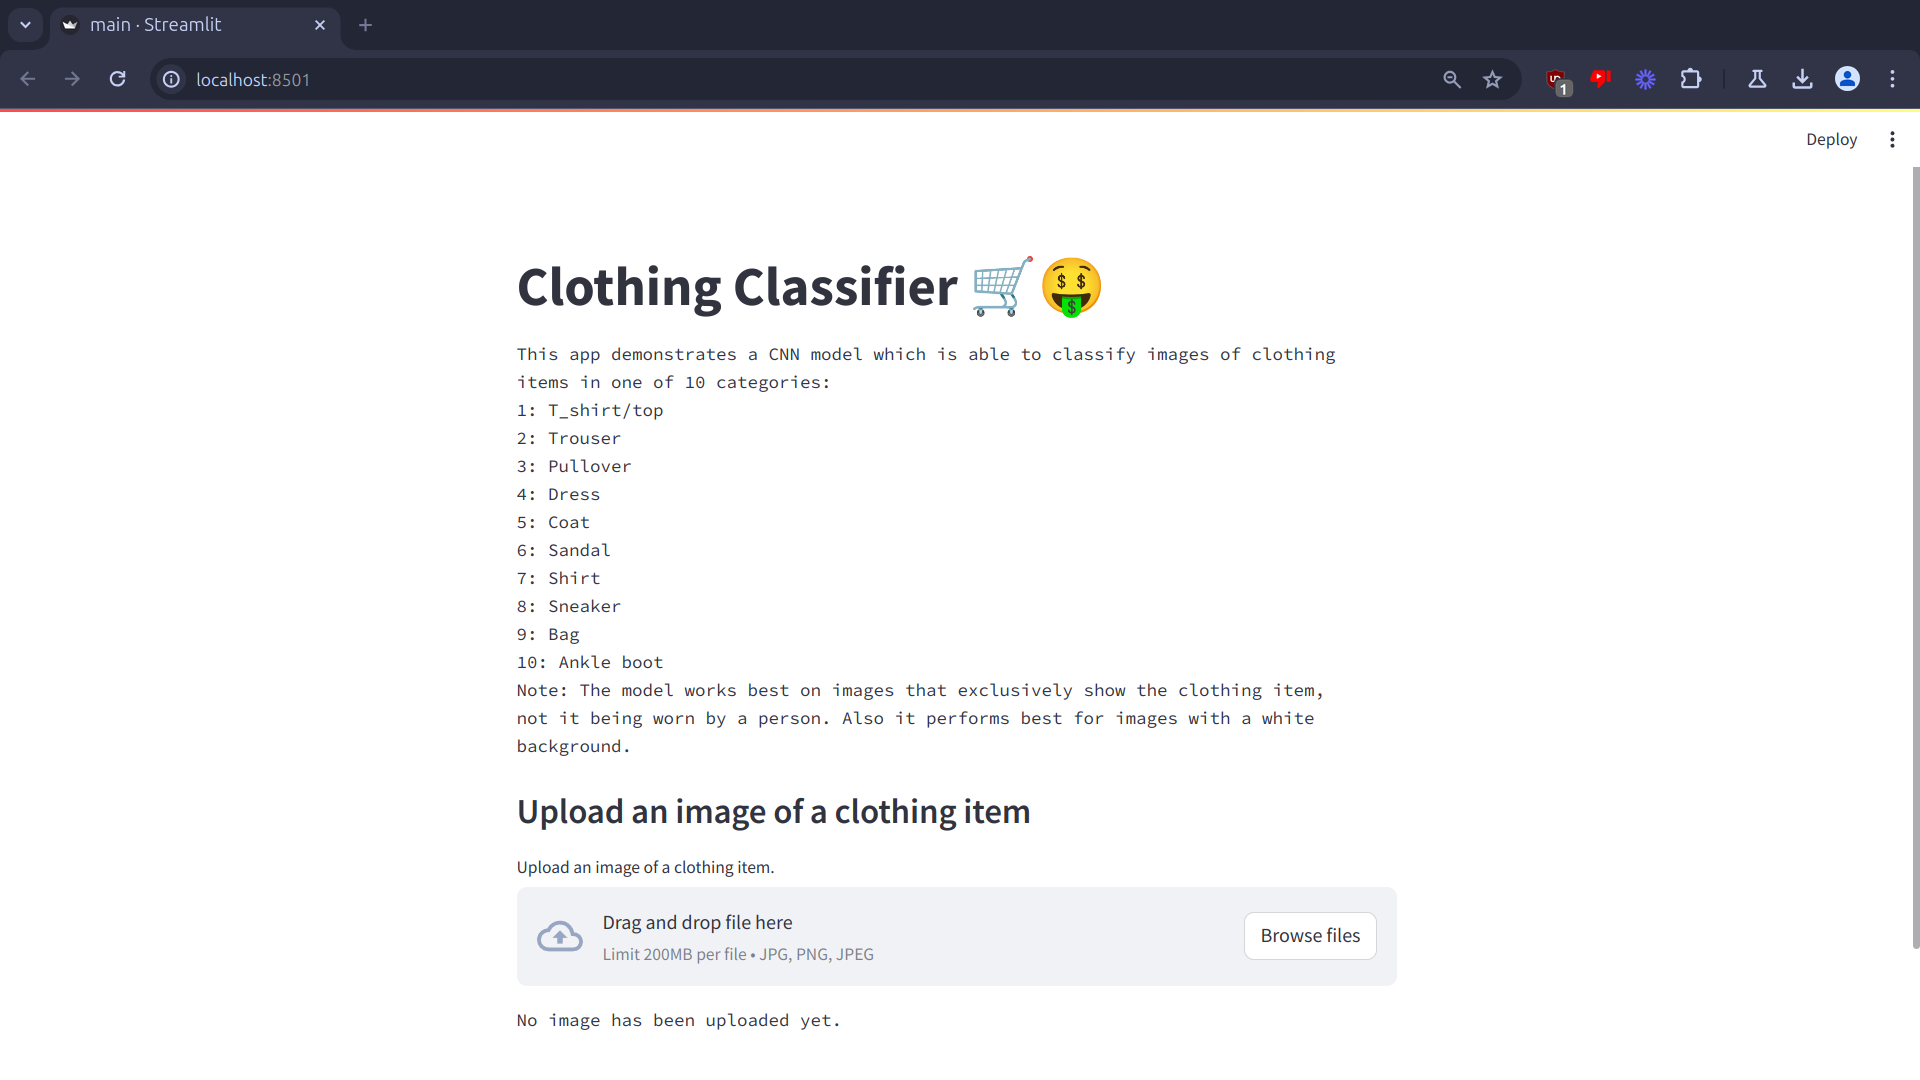 main · Streamlit
localhost:8501
1
Deploy
Clothing Classifier 🛒🤑
This app demonstrates a CNN model which is able to classify images of clothing
items in one of 10 categories:
1: T_shirt/top
2: Trouser
3: Pullover
4: Dress
5: Coat
6: Sandal
7: Shirt
8: Sneaker
9: Bag
10: Ankle boot
Note: The model works best on images that exclusively show the clothing item,
not it being worn by a person. Also it performs best for images with a white
background.
Upload an image of a clothing item
Upload an image of a clothing item.
Drag and drop file here
Limit 200MB per file • JPG, PNG, JPEG
Browse files
No image has been uploaded yet.